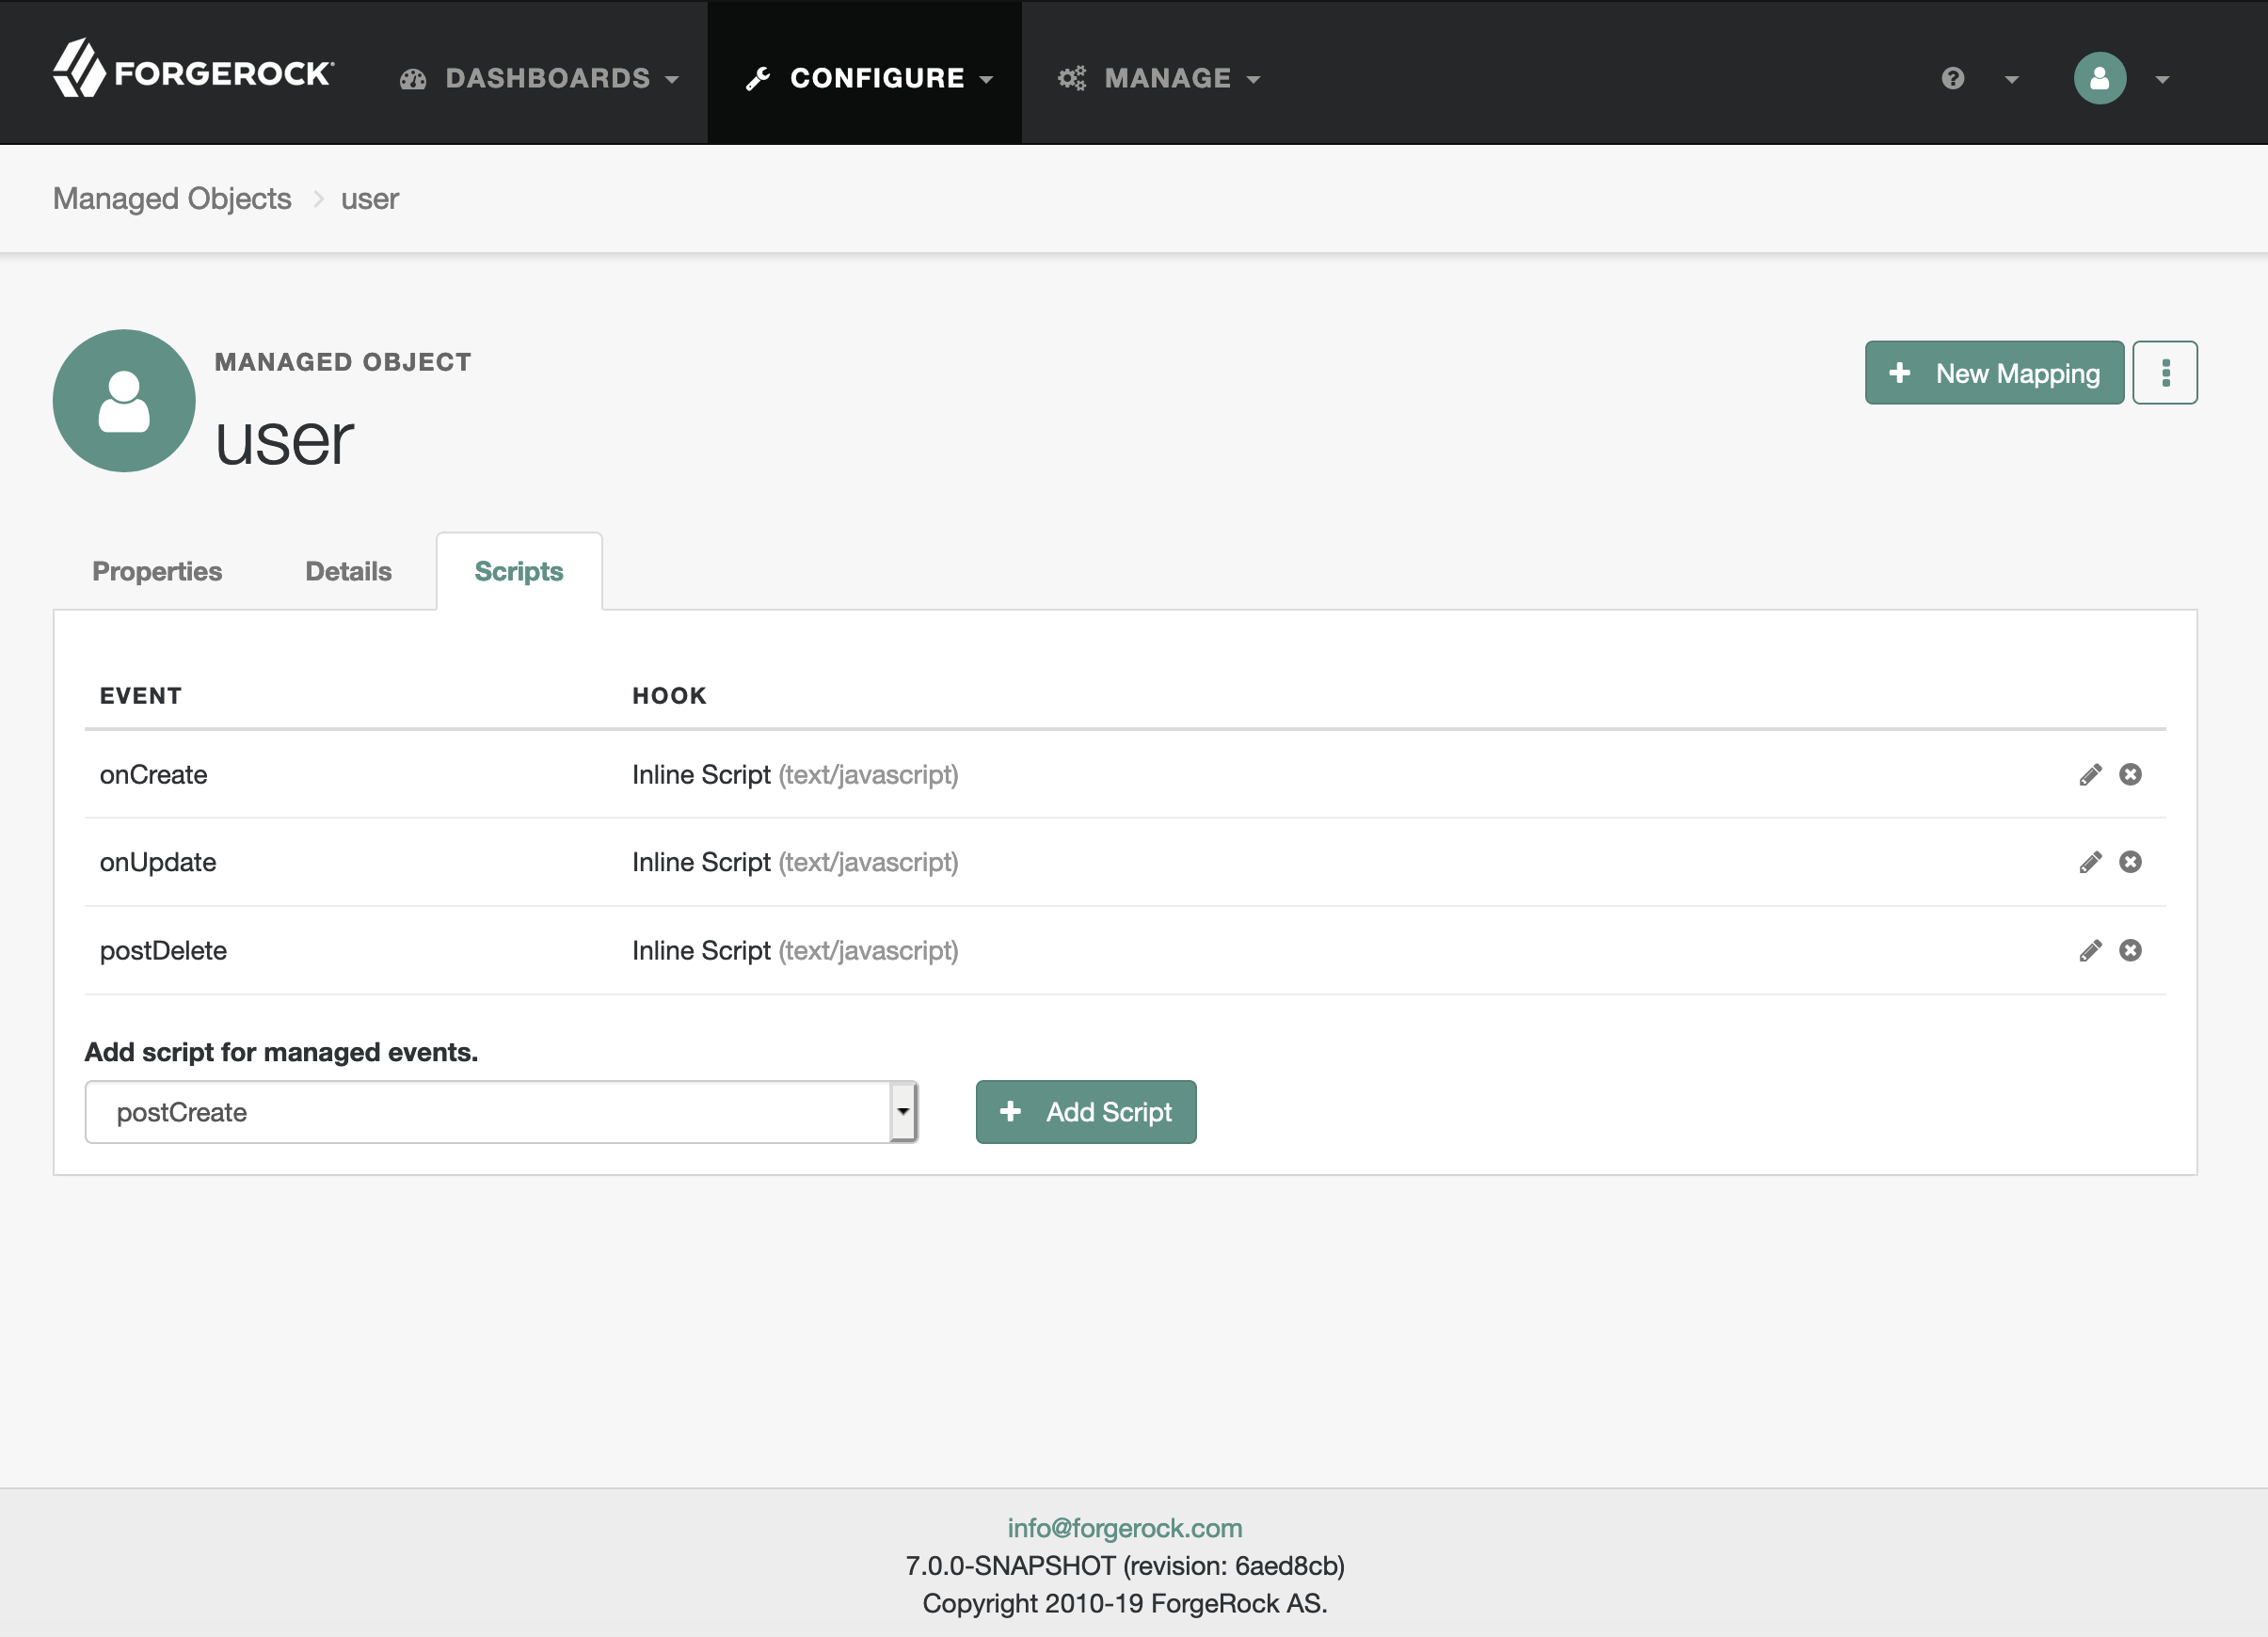 FORGEROCK DASHBOARDS CONFIGURE MANAGE
Managed Objects user
MANAGED OBJECT
user
New Mapping
Properties Details Scripts
EVENT HOOK
onCreate Inline Script (text/javascript)
onUpdate Inline Script (text/javascript)
postDelete Inline Script (text/javascript)
Add script for managed events.
postCreate Add Script
info@forgerock.com
7.0.0-SNAPSHOT (revision: 6aed8cb)
Copyright 2010-19 ForgeRock AS.